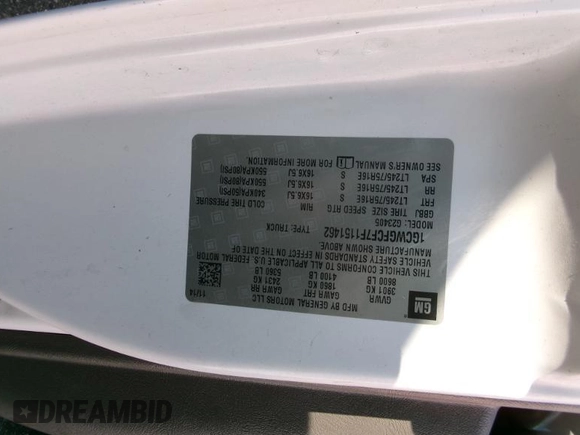 GM
MFD BY GENERAL MOTORS LLC
11/14
GVWR GAWR FRT GAWR RR
3901 KG 1860 KG 2431 KG
8600 LB 4100 LB 5360 LB
THIS VEHICLE CONFORMS TO ALL APPLICABLE U.S. FEDERAL MOTOR
VEHICLE SAFETY STANDARDS IN EFFECT ON THE DATE OF
MANUFACTURE SHOWN ABOVE.
1GCWGFCF7F1151462 TYPE: TRUCK
MODEL: G23405
GBBJ TIRE SIZE SPEED RTG RIM COLD TIRE PRESSURE
FRT LT245/75R16E S 16X6.5J 345KPA(50PSI)
RR LT245/75R16E S 16X6.5J 550KPA(80PSI)
SPA LT245/75R16E S 16X6.5J 550KPA(80PSI)
SEE OWNER'S MANUAL FOR MORE INFORMATION.
DREAMBID